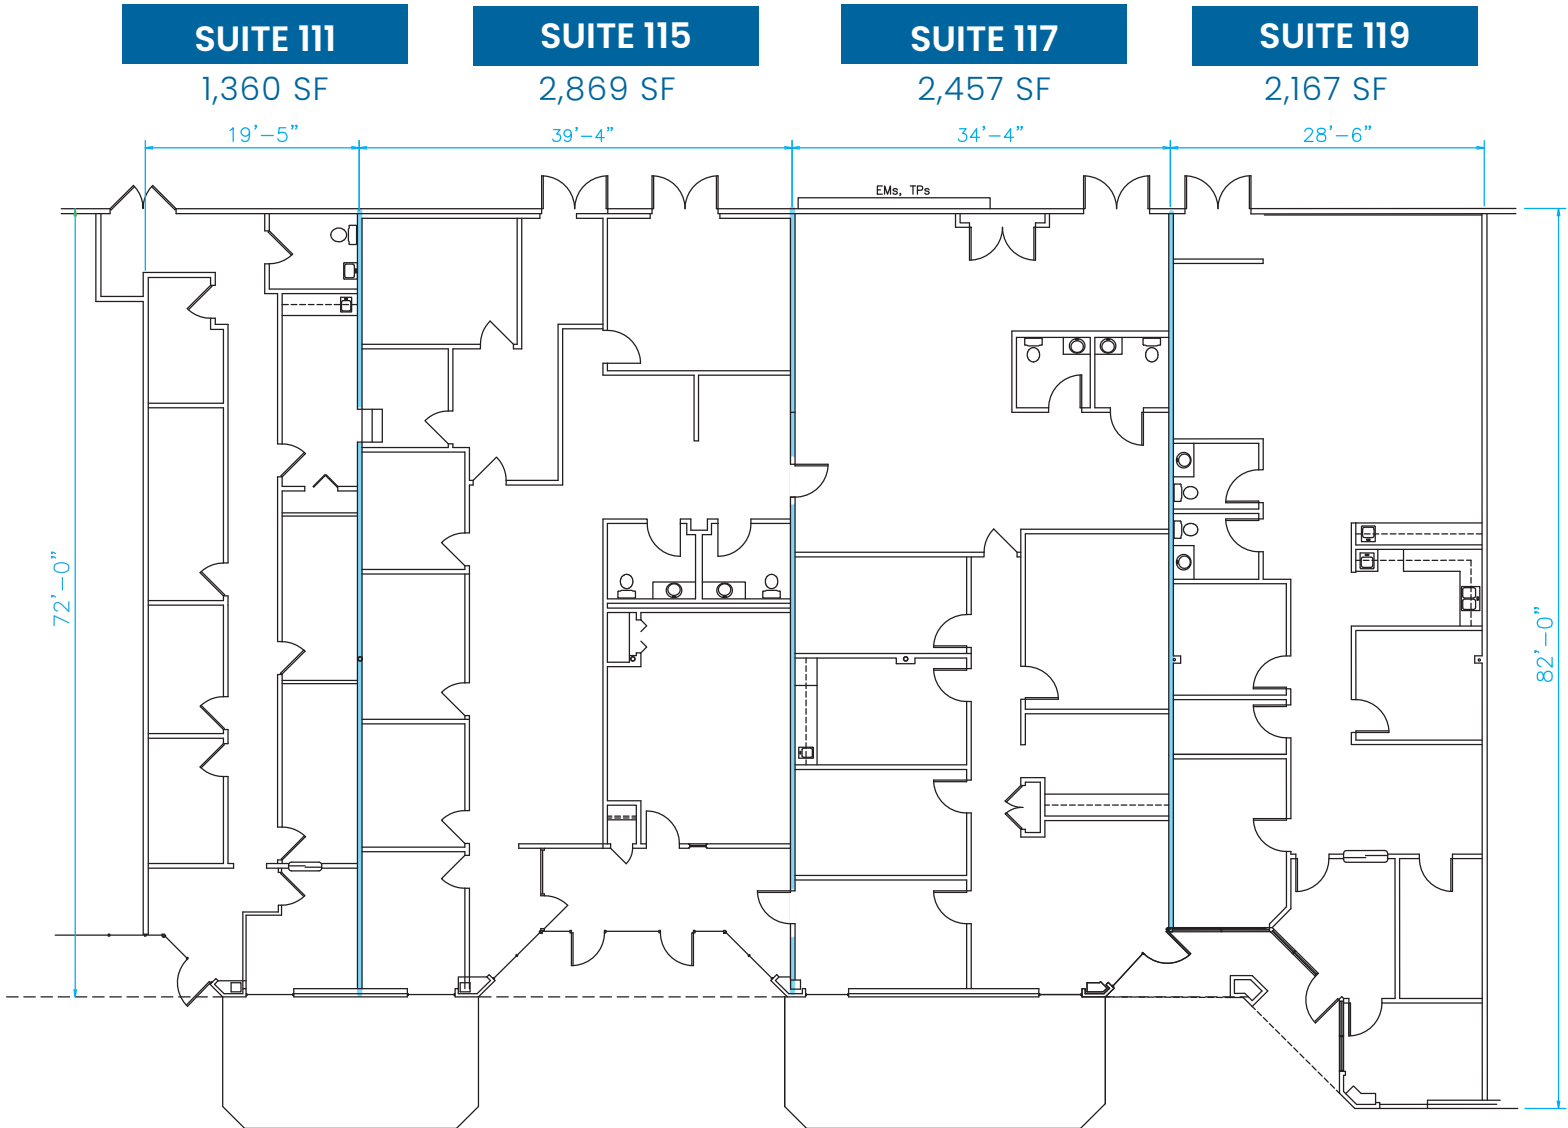 SUITE 111
SUITE 115
SUITE 117
SUITE 119
1,360 SF
2,869 SF
2,457 SF
2,167 SF
19'-5"
39'-4"
34'-4"
28'-6"
EMs, TPs
72'-0"
82'-0"